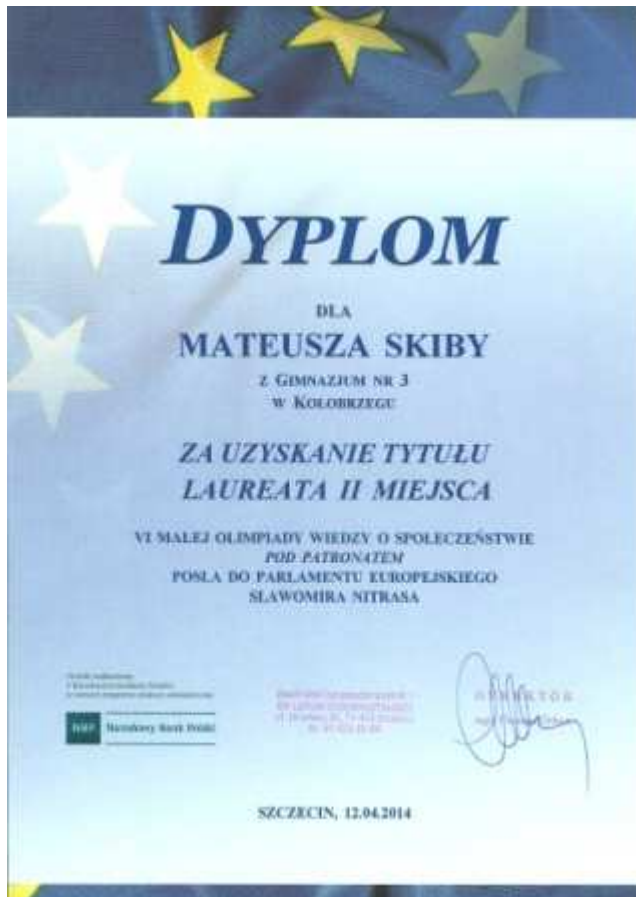 DYPLOM
DLA
MATEUSZA SKIBY
Z GIMNAZJUM NR 3
W KOŁOBRZEGU
ZA UZYSKANIE TYTUŁU
LAUREATA II MIEJSCA
VI MAŁEJ OLIMPIADY WIEDZY O SPOŁECZEŃSTWIE
POD PATRONATEM
POSŁA DO PARLAMENTU EUROPEJSKIEGO
SŁAWOMIRA NITRASA
DYREKTOR
NBP Narodowy Bank Polski
SZCZECIN, 12.04.2014